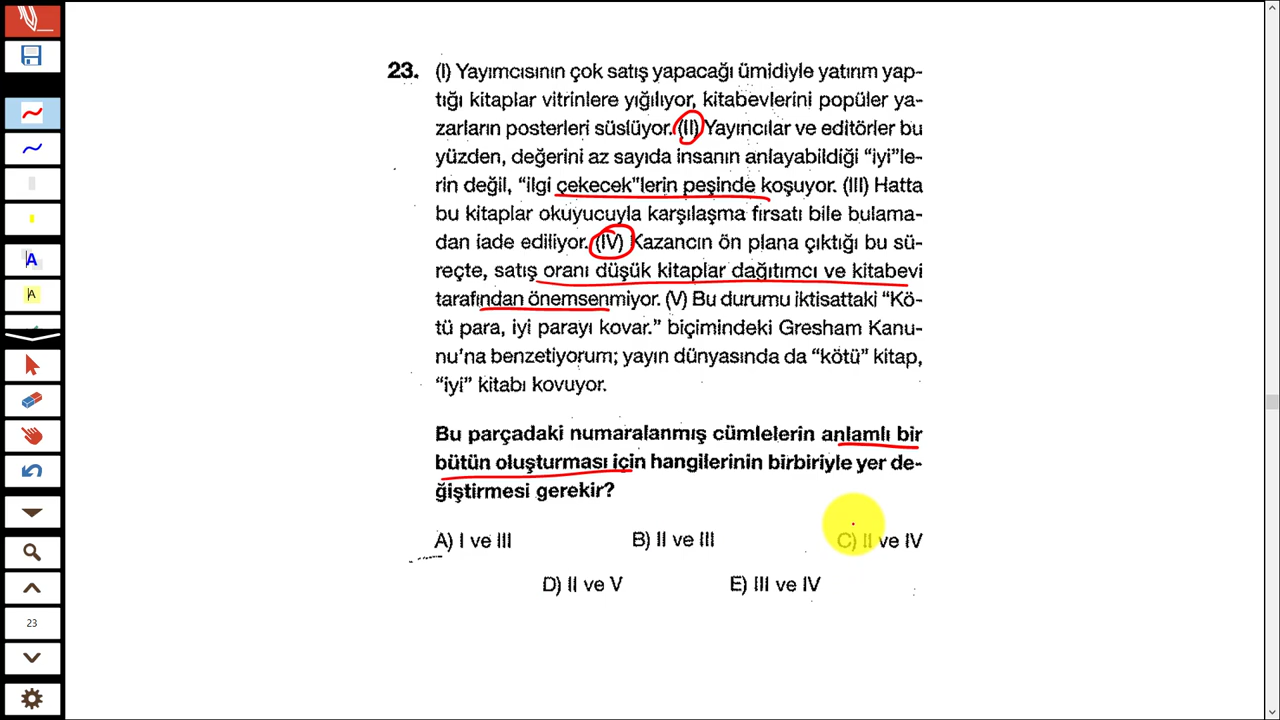 23. (I) Yayımcısının çok satış yapacağı ümidiyle yatırım yap-
tığı kitaplar vitrinlere yığılıyor, kitabevlerini popüler ya-
zarların posterleri süslüyor. (II) Yayıncılar ve editörler bu
yüzden, değerini az sayıda insanın anlayabildiği “iyi”le-
rin değil, “ilgi çekecek”lerin peşinde koşuyor. (III) Hatta
bu kitaplar okuyucuyla karşılaşma fırsatı bile bulama-
dan iade ediliyor. (IV) Kazancın ön plana çıktığı bu sü-
reçte, satış oranı düşük kitaplar dağıtımcı ve kitabevi
tarafından önemsenmiyor. (V) Bu durumu iktisattaki “Kö-
tü para, iyi parayı kovar.” biçimindeki Gresham Kanu-
nu’na benzetiyorum; yayın dünyasında da “kötü” kitap,
“iyi” kitabı kovuyor.
Bu parçadaki numaralanmış cümlelerin anlamlı bir
bütün oluşturması için hangilerinin birbiriyle yer de-
ğiştirmesi gerekir?
A) I ve III B) II ve III C) II ve IV
D) II ve V E) III ve IV
A
A
23